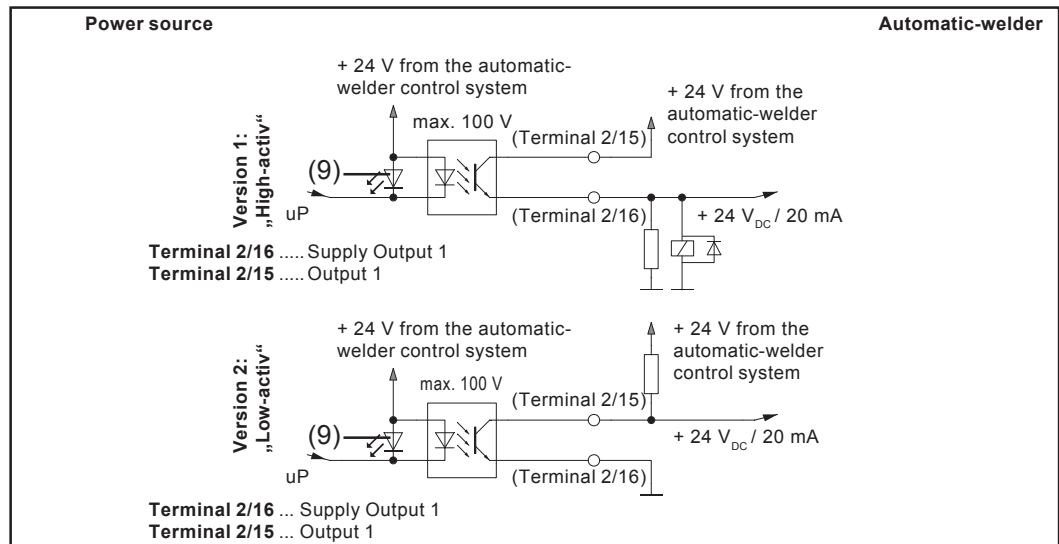 Power source
Automatic-welder
+ 24 V from the automatic-
welder control system
+ 24 V from the
automatic-welder
control system
max. 100 V
(Terminal 2/15)
Version 1:
„High-activ“
(9)
uP
(Terminal 2/16)
+ 24 VDC / 20 mA
Terminal 2/16 ..... Supply Output 1
Terminal 2/15 ..... Output 1
+ 24 V from the automatic-
welder control system
+ 24 V from the
automatic-welder
control system
max. 100 V
(Terminal 2/15)
Version 2:
„Low-activ“
(9)
uP
(Terminal 2/16)
+ 24 VDC / 20 mA
Terminal 2/16 ... Supply Output 1
Terminal 2/15 ... Output 1